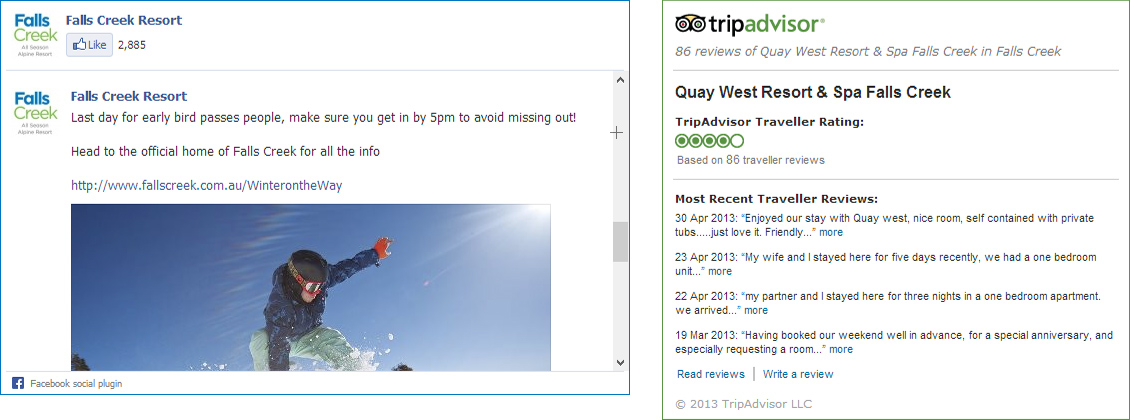 Falls
Creek
All Season
Alpine Resort
Falls Creek Resort
Like 2,885
Falls
Creek
All Season
Alpine Resort
Falls Creek Resort
Last day for early bird passes people, make sure you get in by 5pm to avoid missing out!
Head to the official home of Falls Creek for all the info
http://www.fallscreek.com.au/WinterontheWay
Facebook social plugin
tripadvisor®
86 reviews of Quay West Resort & Spa Falls Creek in Falls Creek
Quay West Resort & Spa Falls Creek
TripAdvisor Traveller Rating:
Based on 86 traveller reviews
Most Recent Traveller Reviews:
30 Apr 2013: “Enjoyed our stay with Quay west, nice room, self contained with private
tubs.....just love it. Friendly...” more
23 Apr 2013: “My wife and I stayed here for five days recently, we had a one bedroom
unit...” more
22 Apr 2013: “my partner and I stayed here for three nights in a one bedroom apartment.
we arrived...” more
19 Mar 2013: “Having booked our weekend well in advance, for a special anniversary, and
especially requesting a room...” more
Read reviews | Write a review
© 2013 TripAdvisor LLC